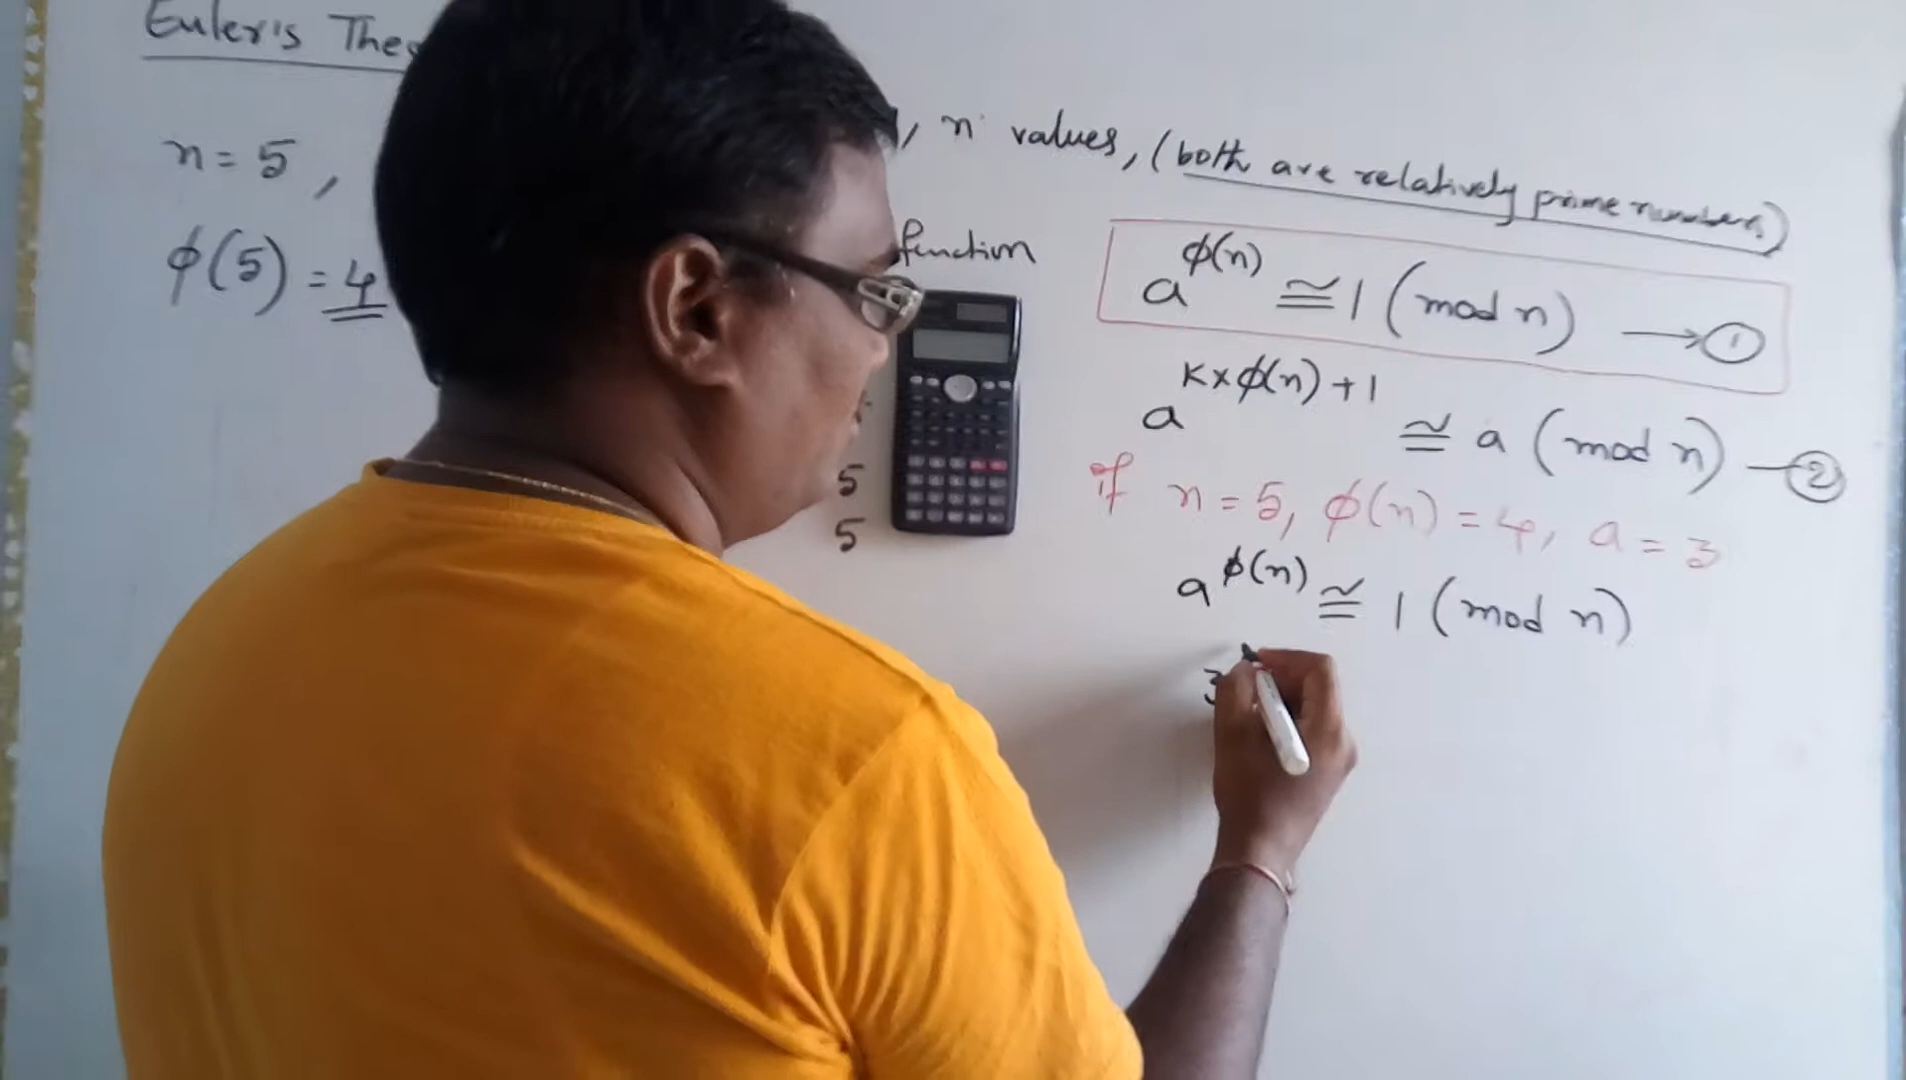 Euler's Theo
n = 5 ,
, n values, (both are relatively prime numbers)
ϕ(5) = 4
function
a^ϕ(n) ≅ 1 (mod n) → ①
a^K×ϕ(n)+1 ≅ a (mod n) — ②
5
if n = 5, ϕ(n) = 4, a = 3
5
a^ϕ(n) ≅ 1 (mod n)
3